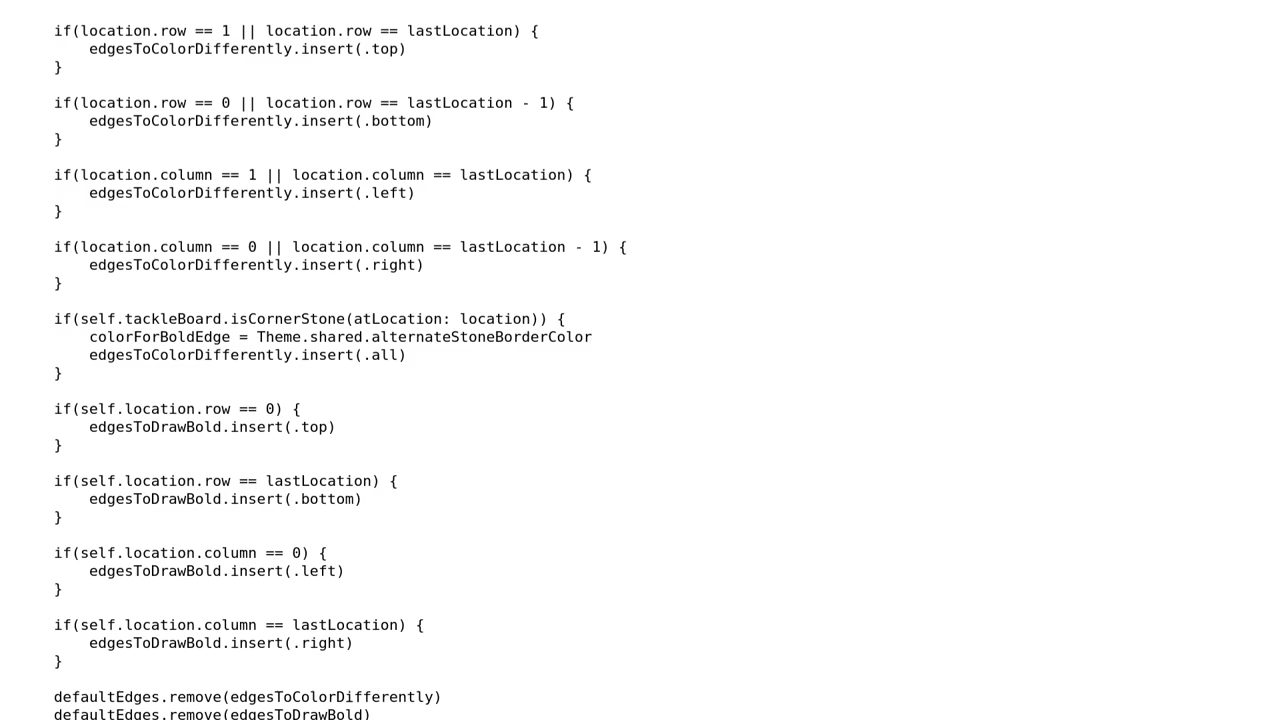 if(location.row == 1 || location.row == lastLocation) {
    edgesToColorDifferently.insert(.top)
}

if(location.row == 0 || location.row == lastLocation - 1) {
    edgesToColorDifferently.insert(.bottom)
}

if(location.column == 1 || location.column == lastLocation) {
    edgesToColorDifferently.insert(.left)
}

if(location.column == 0 || location.column == lastLocation - 1) {
    edgesToColorDifferently.insert(.right)
}

if(self.tackleBoard.isCornerStone(atLocation: location)) {
    colorForBoldEdge = Theme.shared.alternateStoneBorderColor
    edgesToColorDifferently.insert(.all)
}

if(self.location.row == 0) {
    edgesToDrawBold.insert(.top)
}

if(self.location.row == lastLocation) {
    edgesToDrawBold.insert(.bottom)
}

if(self.location.column == 0) {
    edgesToDrawBold.insert(.left)
}

if(self.location.column == lastLocation) {
    edgesToDrawBold.insert(.right)
}

defaultEdges.remove(edgesToColorDifferently)
defaultEdges.remove(edgesToDrawBold)